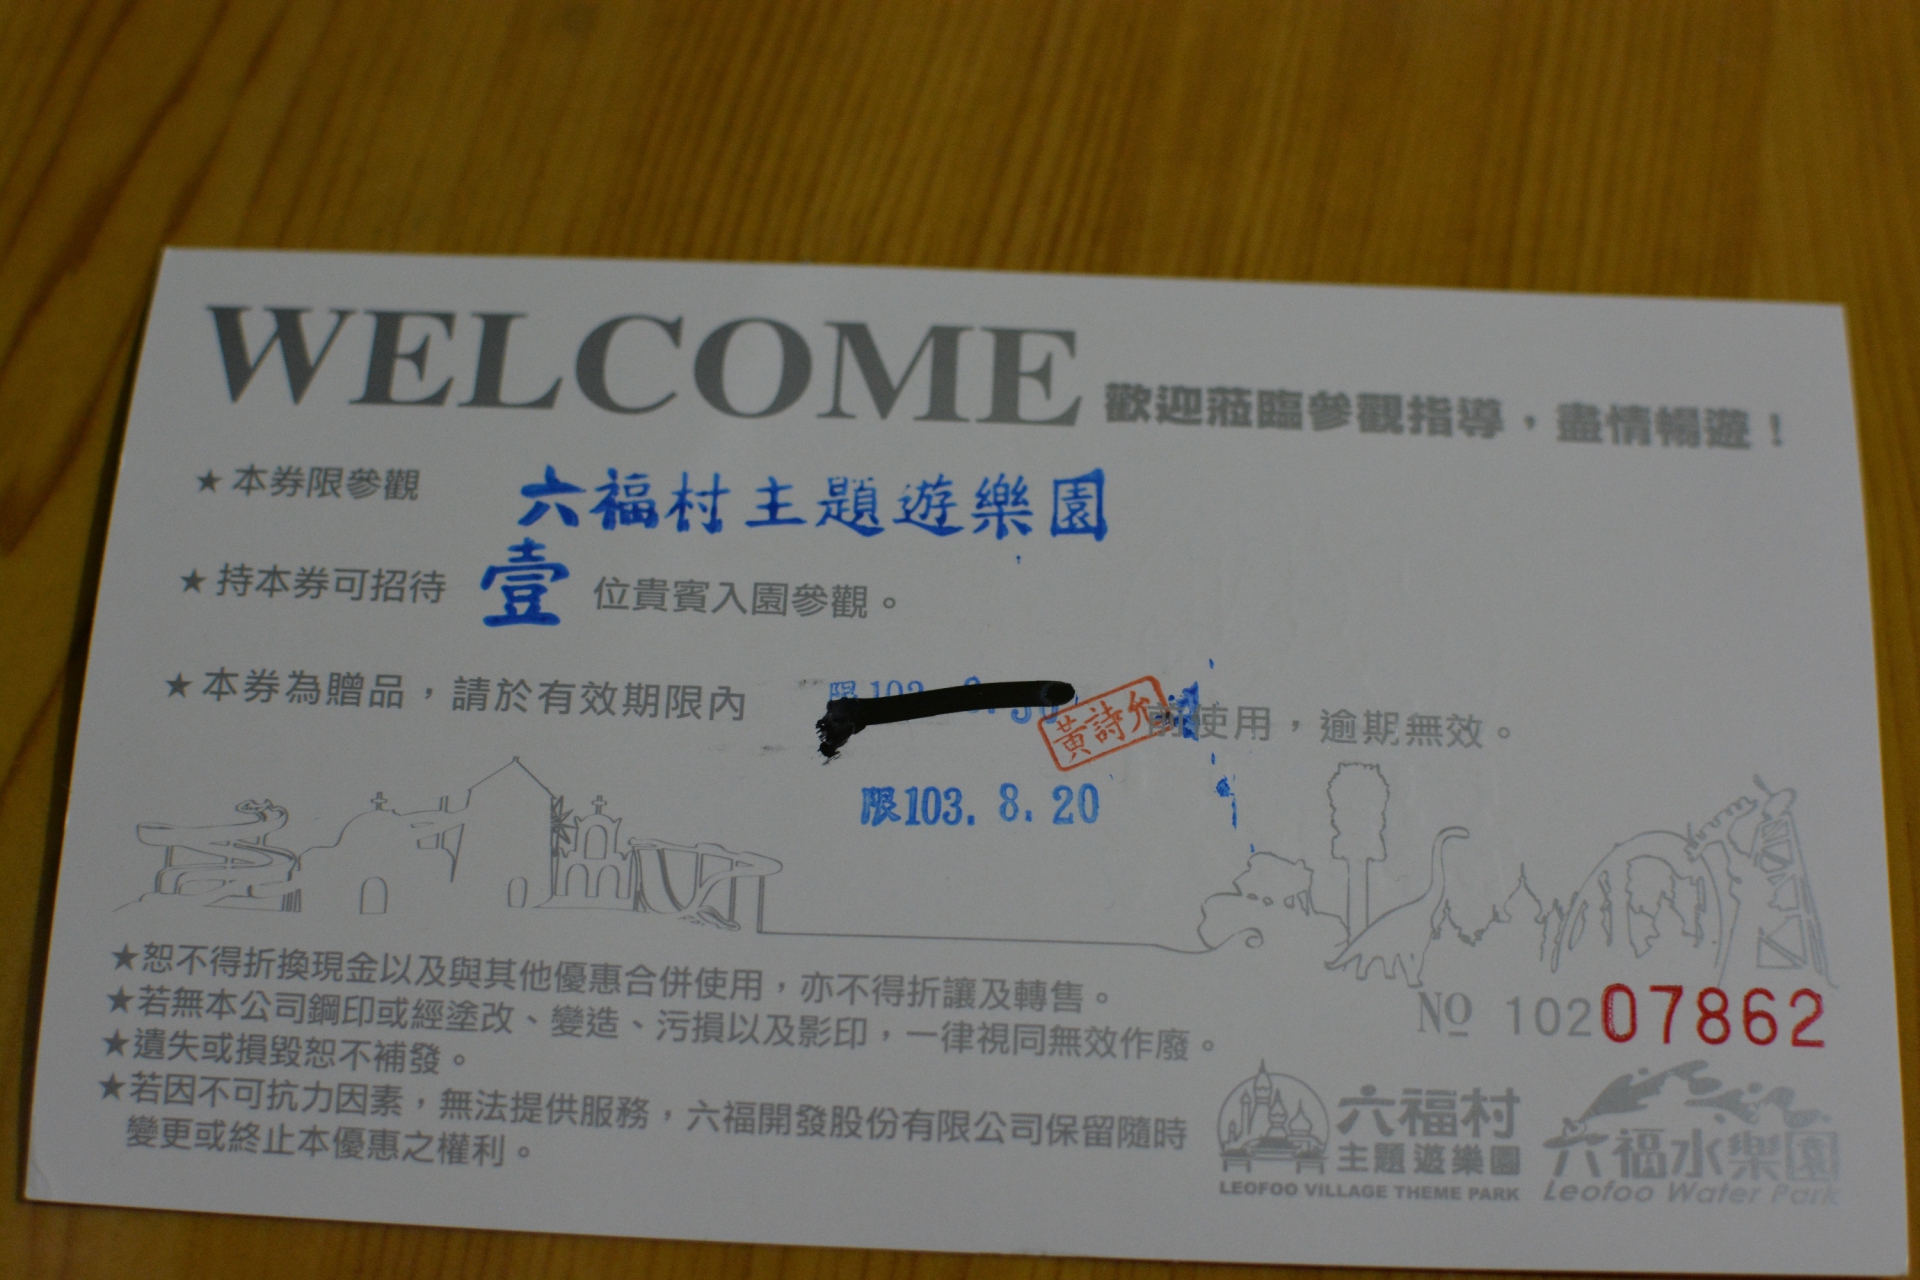 WELCOME 歡迎蒞臨參觀指導，盡情暢遊！
★本券限參觀 六福村主題遊樂園
★持本券可招待 壹 位貴賓入園參觀。
★本券為贈品，請於有效期限內 黃詩允 前使用，逾期無效。
限103. 8. 20
★恕不得折換現金以及與其他優惠合併使用，亦不得折讓及轉售。
★若無本公司鋼印或經塗改、變造、污損以及影印，一律視同無效作廢。
★遺失或損毀恕不補發。
★若因不可抗力因素，無法提供服務，六福開發股份有限公司保留隨時
變更或終止本優惠之權利。
NO 10207862
六福村
主題遊樂園
LEOFOO VILLAGE THEME PARK
六福水樂園
Leofoo Water Park